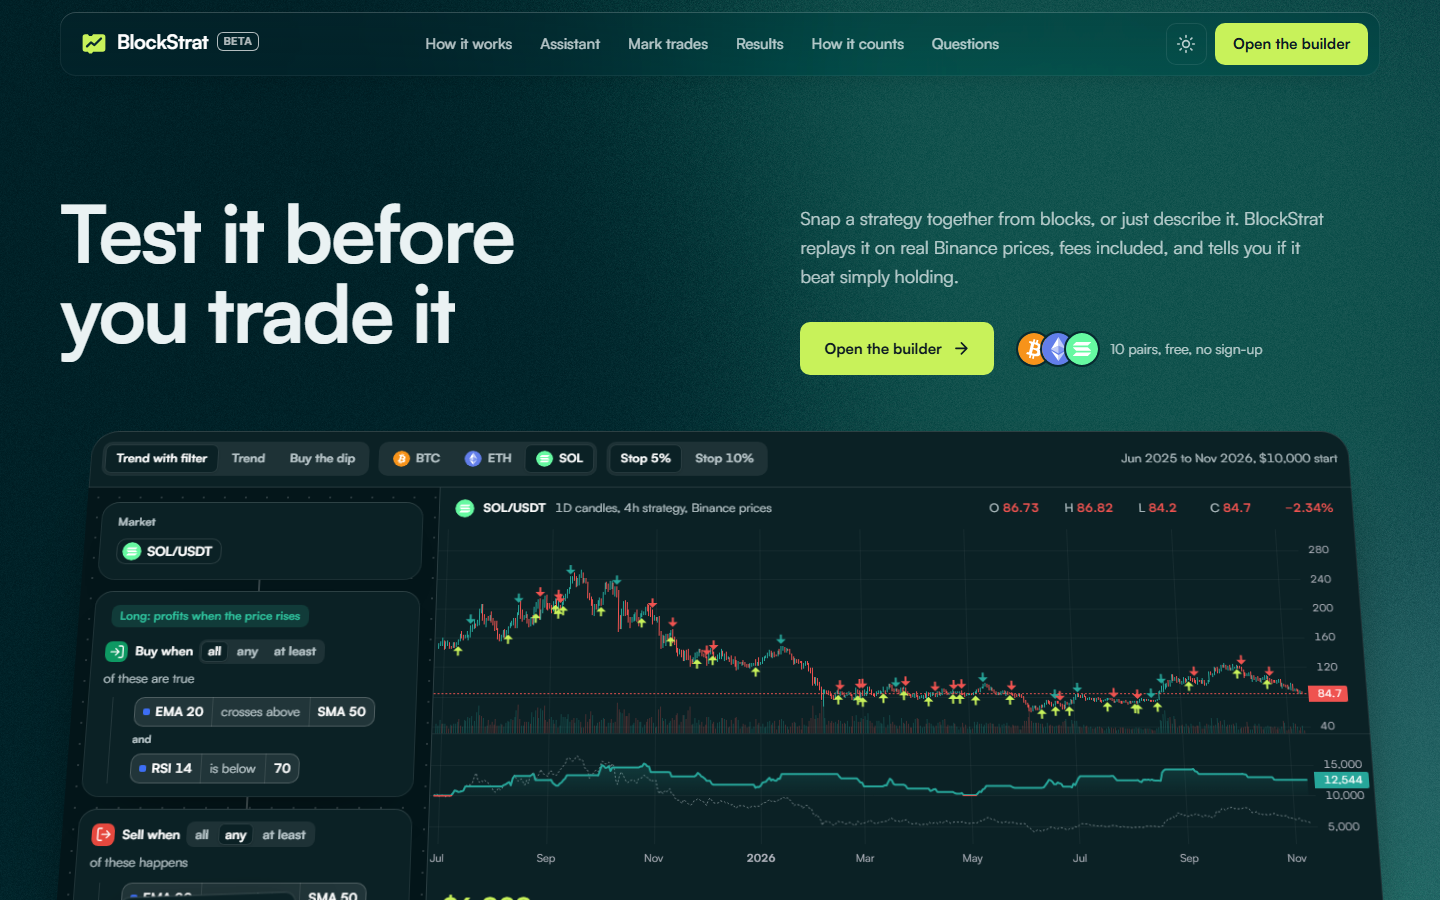 BlockStrat BETA How it works Assistant Mark trades Results How it counts Questions Open the builder
Test it before
you trade it
Snap a strategy together from blocks, or just describe it. BlockStrat
replays it on real Binance prices, fees included, and tells you if it
beat simply holding.
Open the builder 10 pairs, free, no sign-up
Trend with filter Trend Buy the dip BTC ETH SOL Stop 5% Stop 10% Jun 2025 to Nov 2026, $10,000 start
Market
SOL/USDT
Long: profits when the price rises
Buy when all any at least
of these are true
EMA 20 crosses above SMA 50
and
RSI 14 is below 70
Sell when all any at least
of these happens
SMA 50
SOL/USDT 1D candles, 4h strategy, Binance prices O 86.73 H 86.82 L 84.2 C 84.7 −2.34%
280
240
200
160
120
84.7
40
15,000
12,544
10,000
5,000
Jul Sep Nov 2026 Mar May Jul Sep Nov